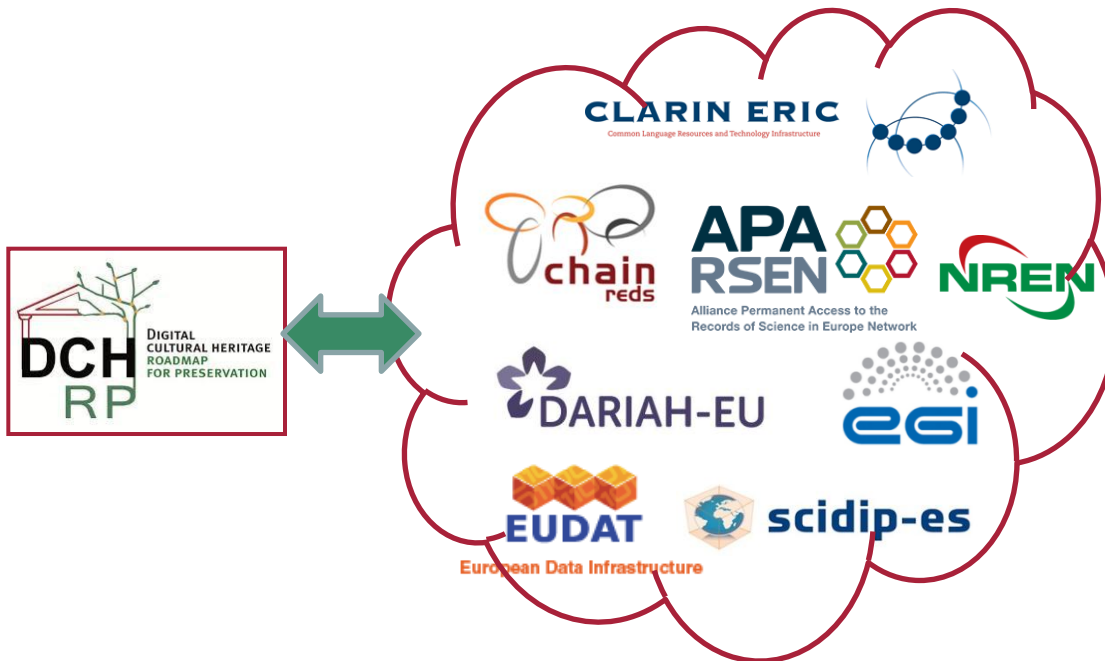 CLARIN ERIC
Common Language Resources and Technology Infrastructure
chain
reds
APA
RSEN
Alliance Permanent Access to the
Records of Science in Europe Network
NREN
DCH
RP
DIGITAL
CULTURAL HERITAGE
ROADMAP
FOR PRESERVATION
DARIAH-EU
eGi
EUDAT
European Data Infrastructure
scidip-es